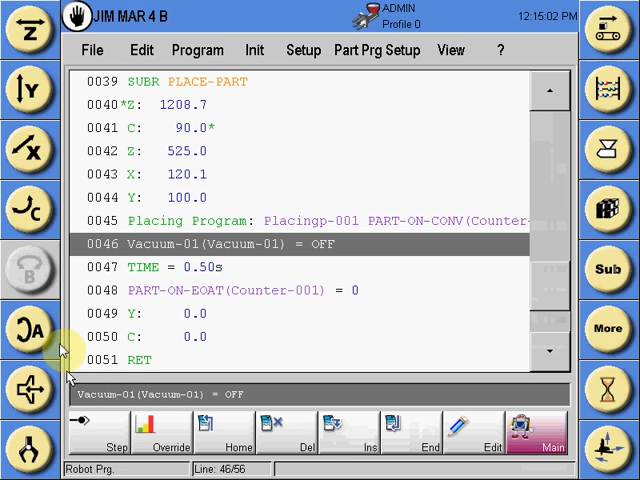 JIM MAR 4 B
ADMIN
Profile 0
12:15:02 PM
File Edit Program Init Setup Part Prg Setup View ?
0039 SUBR PLACE-PART
0040*Z: 1208.7
0041 C: 90.0*
0042 Z: 525.0
0043 X: 120.1
0044 Y: 100.0
0045 Placing Program: Placingp-001 PART-ON-CONV(Counter-
0046 Vacuum-01(Vacuum-01) = OFF
0047 TIME = 0.50s
0048 PART-ON-EOAT(Counter-001) = 0
0049 Y: 0.0
0050 C: 0.0
0051 RET
Vacuum-01(Vacuum-01) = OFF
Step Override Home Del Ins End Edit Main
Robot Prg. Line: 46/56
Z
Y
X
C
B
A
Sub
More